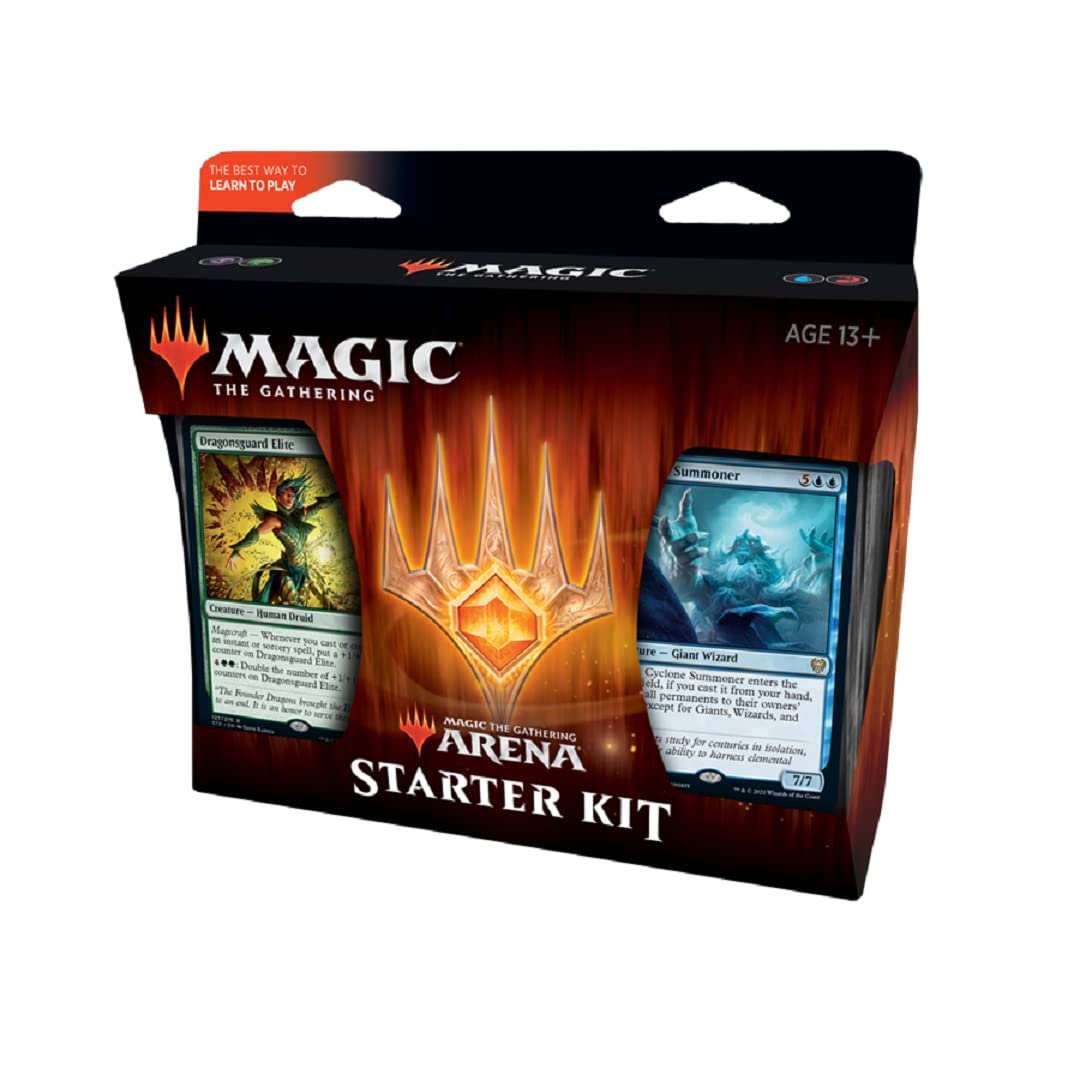 THE BEST WAY TO
LEARN TO PLAY
MAGIC
THE GATHERING
AGE 13+
MAGIC
THE GATHERING
Dragonsguard Elite
Creature — Human Druid
Magecraft — Whenever you cast or co
an instant or sorcery spell, put a +1/+
counter on Dragonsguard Elite.
4: Double the number of +1/+
counters on Dragonsguard Elite.
"The Founder Dragons brought the B
to an end. It is an honor to serve the
Summoner
5
ure — Giant Wizard
Cyclone Summoner enters the
eld, if you cast it from your hand,
all permanents to their owners'
xcept for Giants, Wizards, and
s study for centuries in isolation,
ability to harness elemental
7/7
MAGIC THE GATHERING
ARENA
STARTER KIT